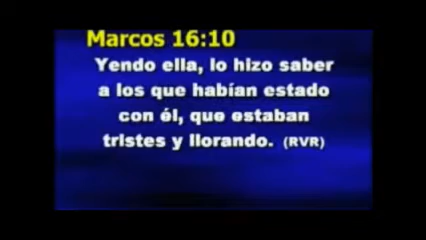 Marcos 16:10
Yendo ella, lo hizo saber
a los que habían estado
con él, que estaban
tristes y llorando. (RVR)